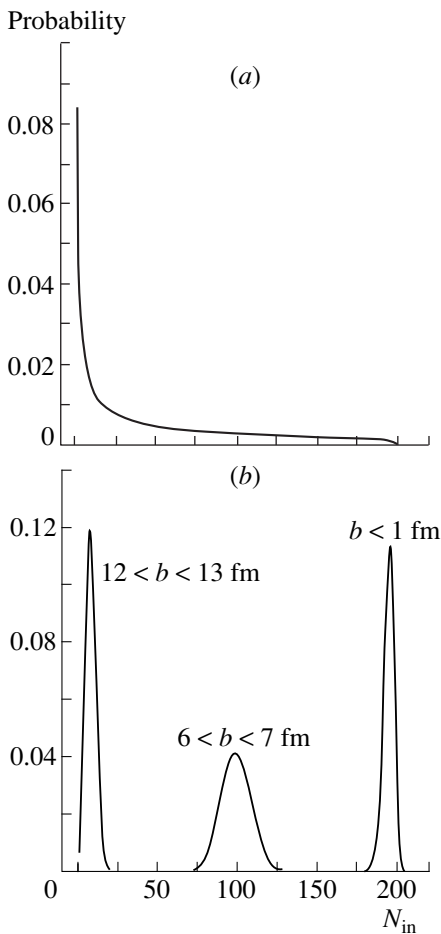 Probability
(a)
0.08
0.06
0.04
0.02
0
(b)
0.12
b < 1 fm
12 < b < 13 fm
0.08
6 < b < 7 fm
0.04
0 50 100 150 200
N_in